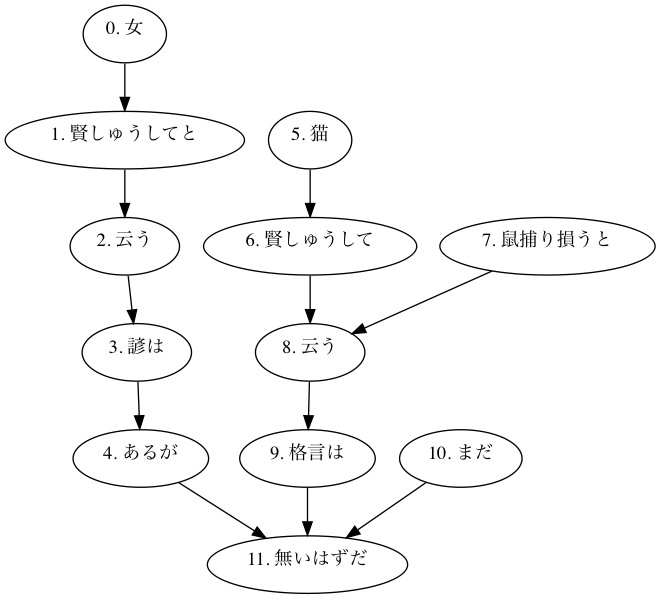 0. 女
1. 賢しゅうしてと
2. 云う
3. 諺は
4. あるが
5. 猫
6. 賢しゅうして
7. 鼠捕り損うと
8. 云う
9. 格言は
10. まだ
11. 無いはずだ